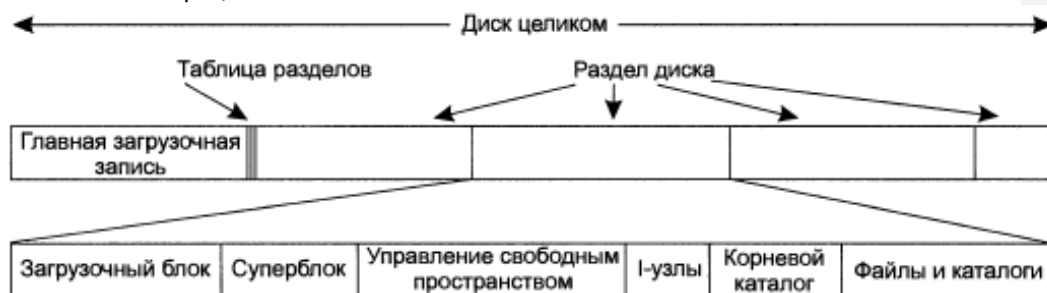 Диск целиком
Таблица разделов
Раздел диска
Главная загрузочная
запись
Загрузочный блок
Суперблок
Управление свободным
пространством
I-узлы
Корневой
каталог
Файлы и каталоги